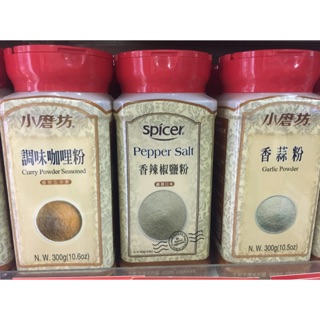 小磨坊
調味咖哩粉
Curry Powder Seasoned
N. W. 300g(10.6oz)
spicer
Pepper Salt
香辣椒鹽粉
小磨坊
香蒜粉
Garlic Powder
N. W. 300g(10.5oz)